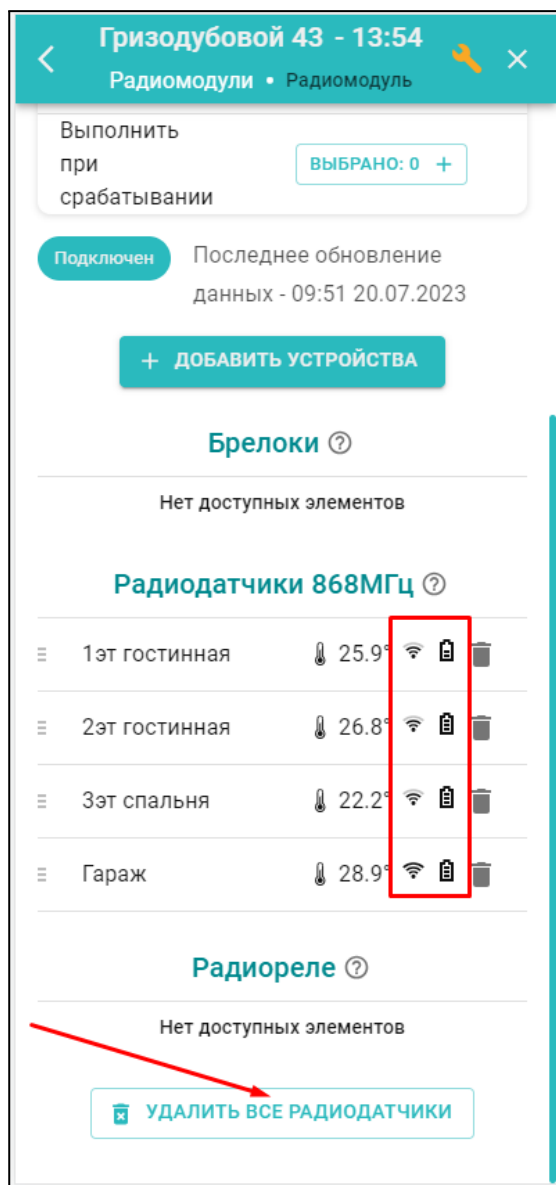 Гризодубовой 43 - 13:54
Радиомодули • Радиомодуль
Выполнить
при
срабатывании
ВЫБРАНО: 0 +
Подключен
Последнее обновление
данных - 09:51 20.07.2023
+ ДОБАВИТЬ УСТРОЙСТВА
Брелоки
Нет доступных элементов
Радиодатчики 868МГц
1эт гостинная 25.9°
2эт гостинная 26.8°
3эт спальня 22.2°
Гараж 28.9°
Радиореле
Нет доступных элементов
УДАЛИТЬ ВСЕ РАДИОДАТЧИКИ